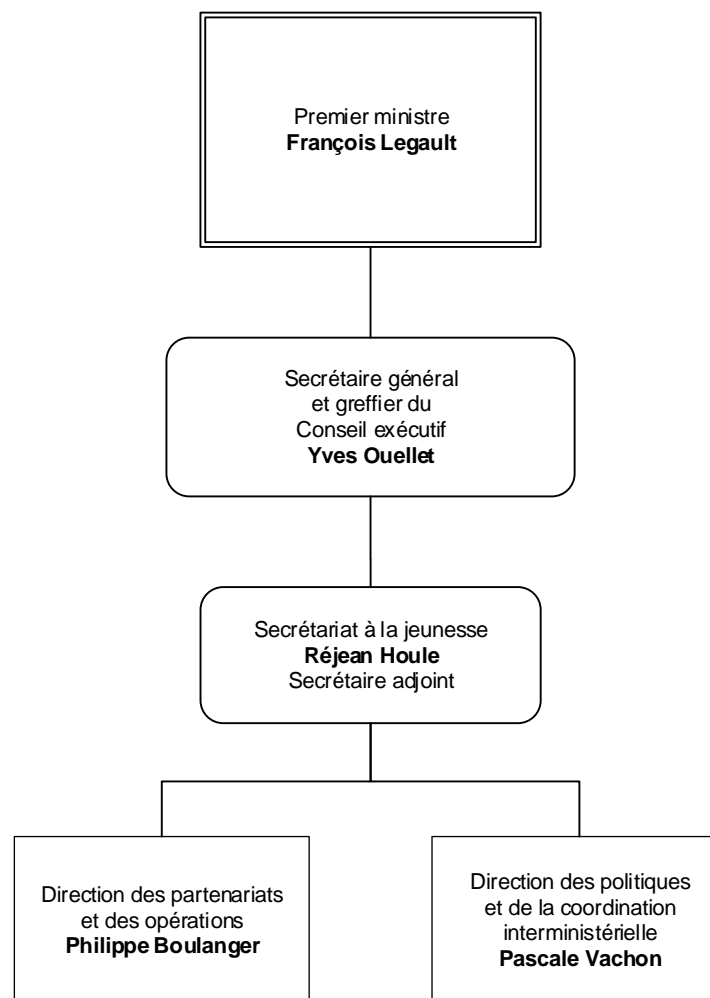 Premier ministre
François Legault
Secrétaire général
et greffier du
Conseil exécutif
Yves Ouellet
Secrétariat à la jeunesse
Réjean Houle
Secrétaire adjoint
Direction des partenariats
et des opérations
Philippe Boulanger
Direction des politiques
et de la coordination
interministérielle
Pascale Vachon